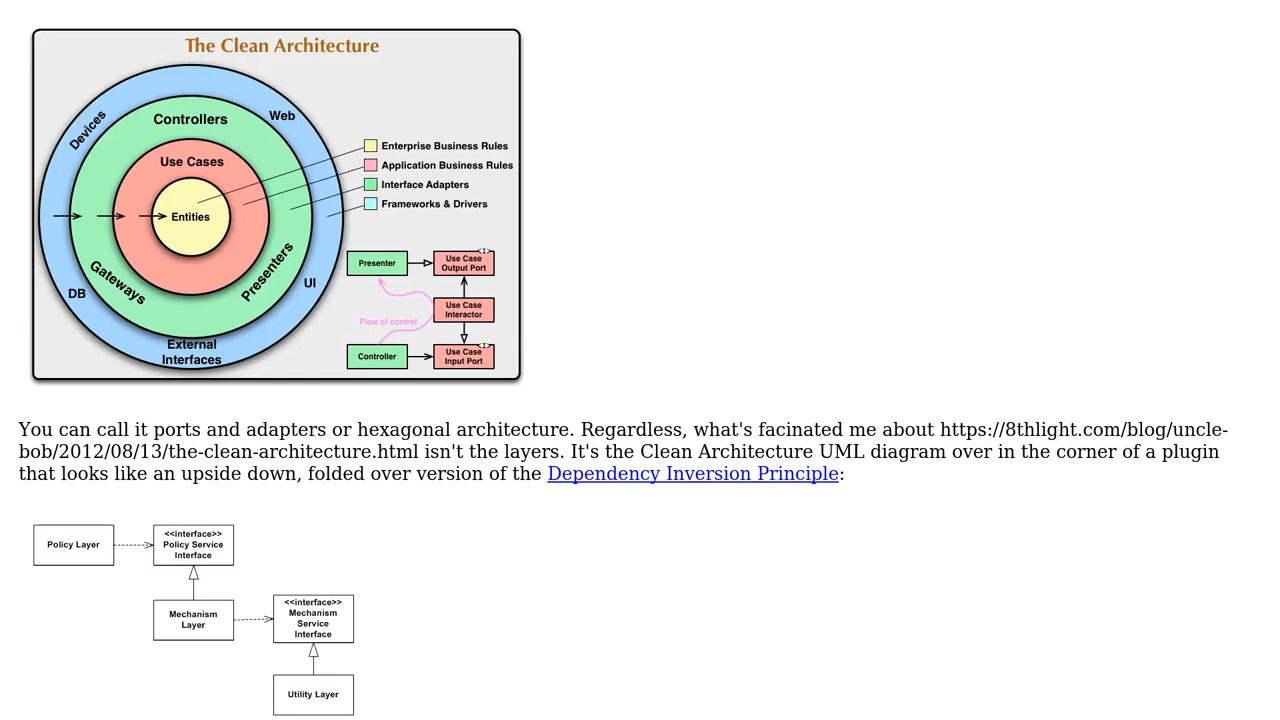 The Clean Architecture
Devices
Web
Controllers
Use Cases
Entities
Gateways
Presenters
DB
UI
External
Interfaces
Enterprise Business Rules
Application Business Rules
Interface Adapters
Frameworks & Drivers
Presenter
<I>
Use Case
Output Port
Use Case
Interactor
Flow of control
Controller
<I>
Use Case
Input Port
You can call it ports and adapters or hexagonal architecture. Regardless, what's facinated me about https://8thlight.com/blog/uncle-
bob/2012/08/13/the-clean-architecture.html isn't the layers. It's the Clean Architecture UML diagram over in the corner of a plugin
that looks like an upside down, folded over version of the Dependency Inversion Principle:
Policy Layer
<<interface>>
Policy Service
Interface
Mechanism
Layer
<<interface>>
Mechanism
Service
Interface
Utility Layer